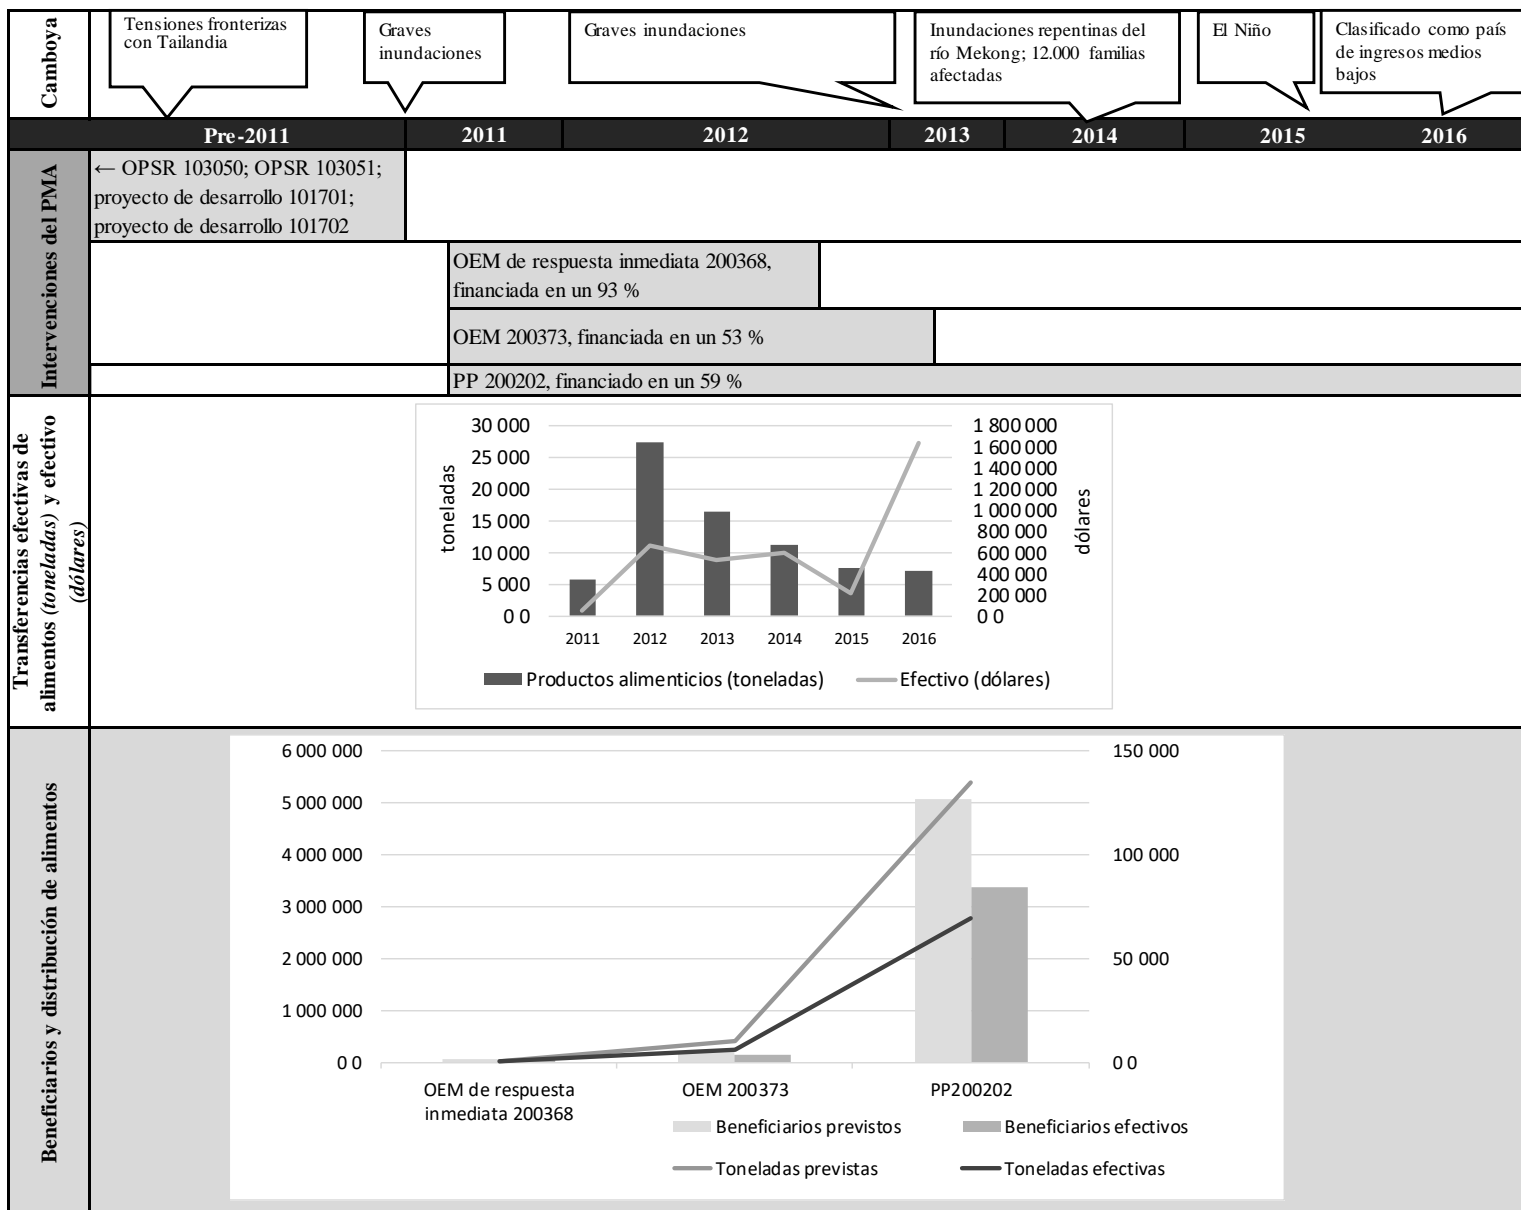 Camboya
Tensiones fronterizas
con Tailandia
Graves
inundaciones
Graves inundaciones
Inundaciones repentinas del
río Mekong; 12.000 familias
afectadas
El Niño
Clasificado como país
de ingresos medios
bajos
Pre-2011 2011 2012 2013 2014 2015 2016
Intervenciones del PMA
← OPSR 103050; OPSR 103051;
proyecto de desarrollo 101701;
proyecto de desarrollo 101702
OEM de respuesta inmediata 200368,
financiada en un 93 %
OEM 200373, financiada en un 53 %
PP 200202, financiado en un 59 %
Transferencias efectivas de
alimentos (toneladas) y efectivo
(dólares)
toneladas
30 000
25 000
20 000
15 000
10 000
5 000
0 0
1 800 000
1 600 000
1 400 000
1 200 000
1 000 000
800 000
600 000
400 000
200 000
0 0
dólares
2011 2012 2013 2014 2015 2016
Productos alimenticios (toneladas) Efectivo (dólares)
Beneficiarios y distribución de alimentos
6 000 000
5 000 000
4 000 000
3 000 000
2 000 000
1 000 000
0 0
150 000
100 000
50 000
0 0
OEM de respuesta
inmediata 200368
OEM 200373
PP200202
Beneficiarios previstos Beneficiarios efectivos
Toneladas previstas Toneladas efectivas